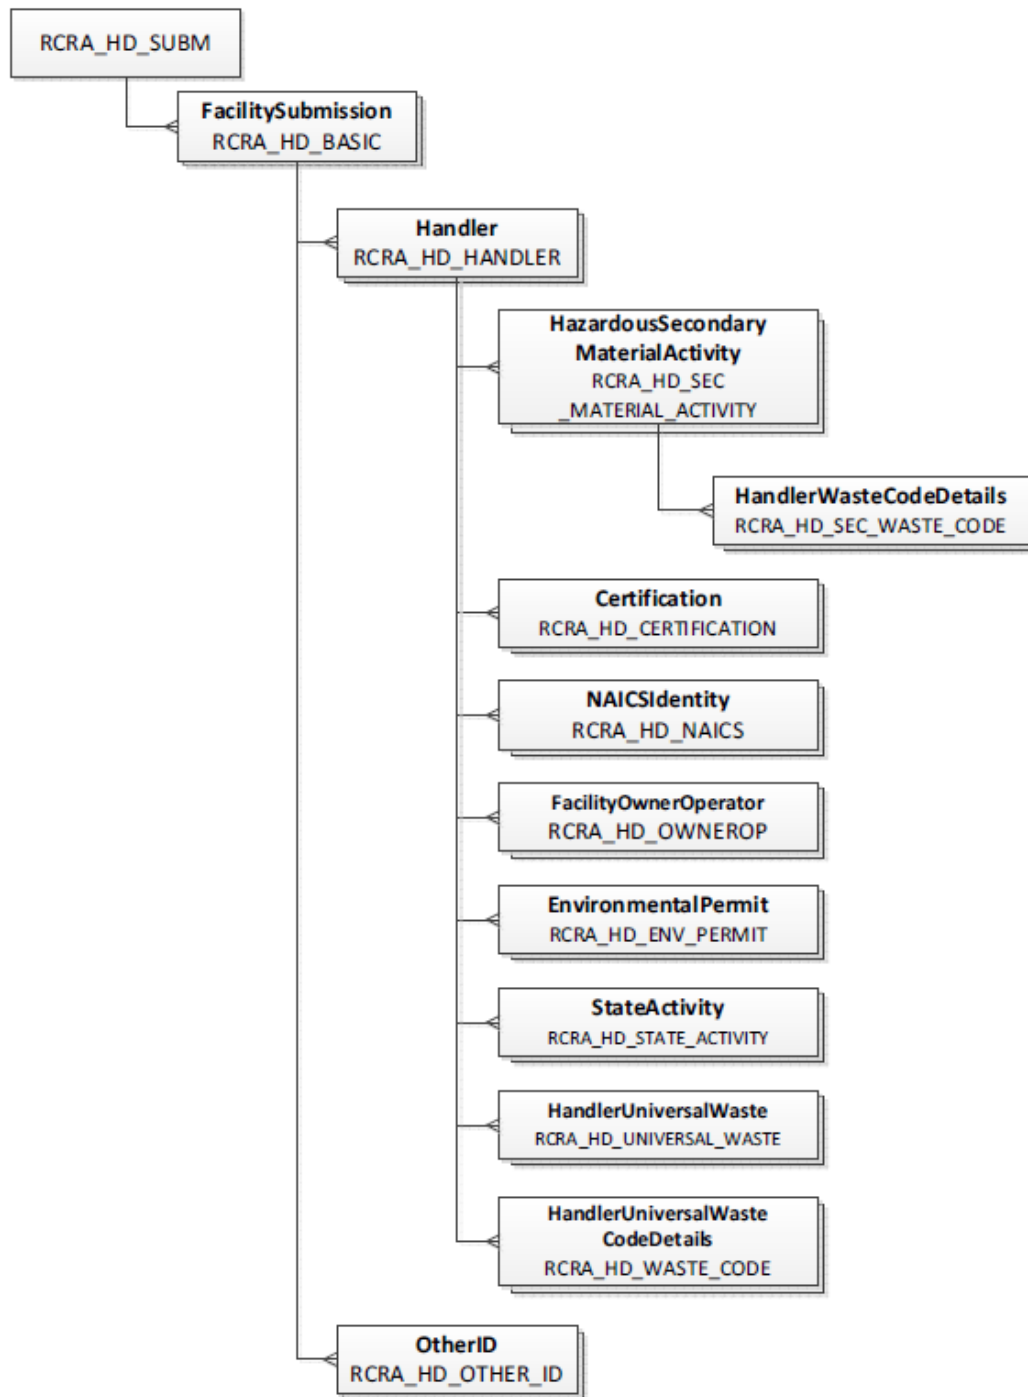 RCRA_HD_SUBM
FacilitySubmission
RCRA_HD_BASIC
Handler
RCRA_HD_HANDLER
HazardousSecondary
MaterialActivity
RCRA_HD_SEC
_MATERIAL_ACTIVITY
HandlerWasteCodeDetails
RCRA_HD_SEC_WASTE_CODE
Certification
RCRA_HD_CERTIFICATION
NAICSIdentity
RCRA_HD_NAICS
FacilityOwnerOperator
RCRA_HD_OWNEROP
EnvironmentalPermit
RCRA_HD_ENV_PERMIT
StateActivity
RCRA_HD_STATE_ACTIVITY
HandlerUniversalWaste
RCRA_HD_UNIVERSAL_WASTE
HandlerUniversalWaste
CodeDetails
RCRA_HD_WASTE_CODE
OtherID
RCRA_HD_OTHER_ID